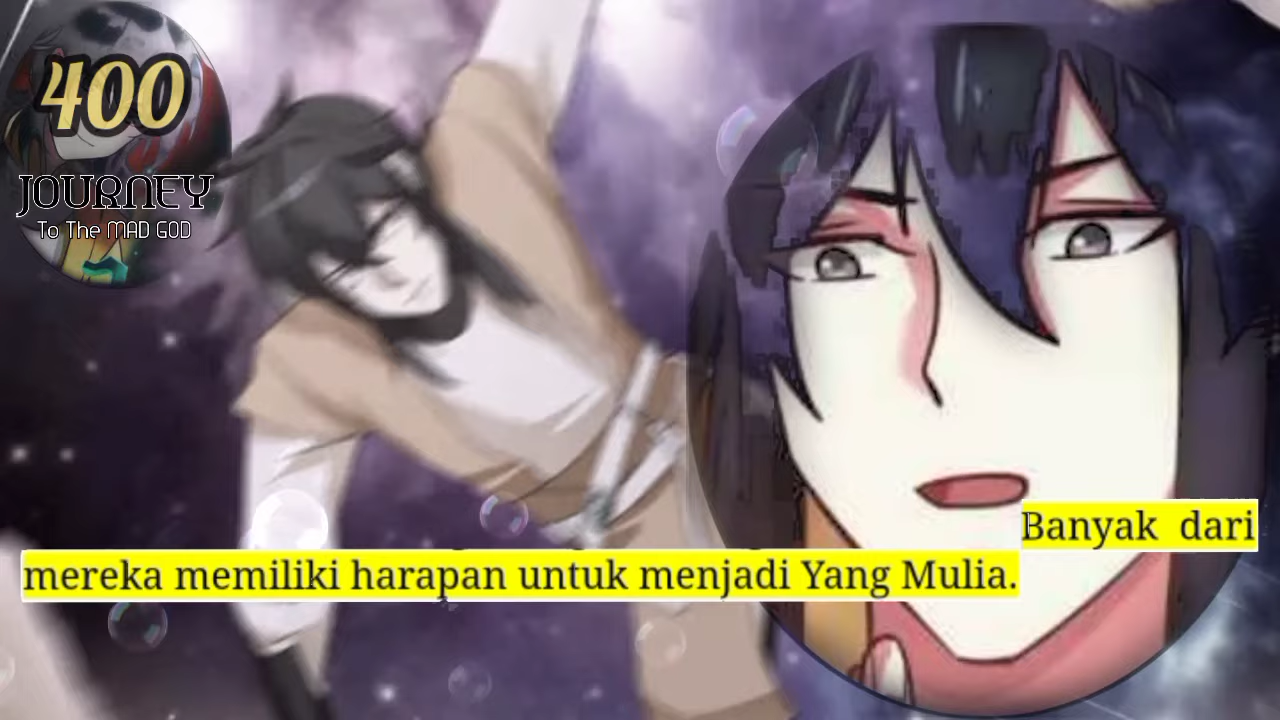 400
JOURNEY
To The MAD GOD
Banyak dari
mereka memiliki harapan untuk menjadi Yang Mulia.